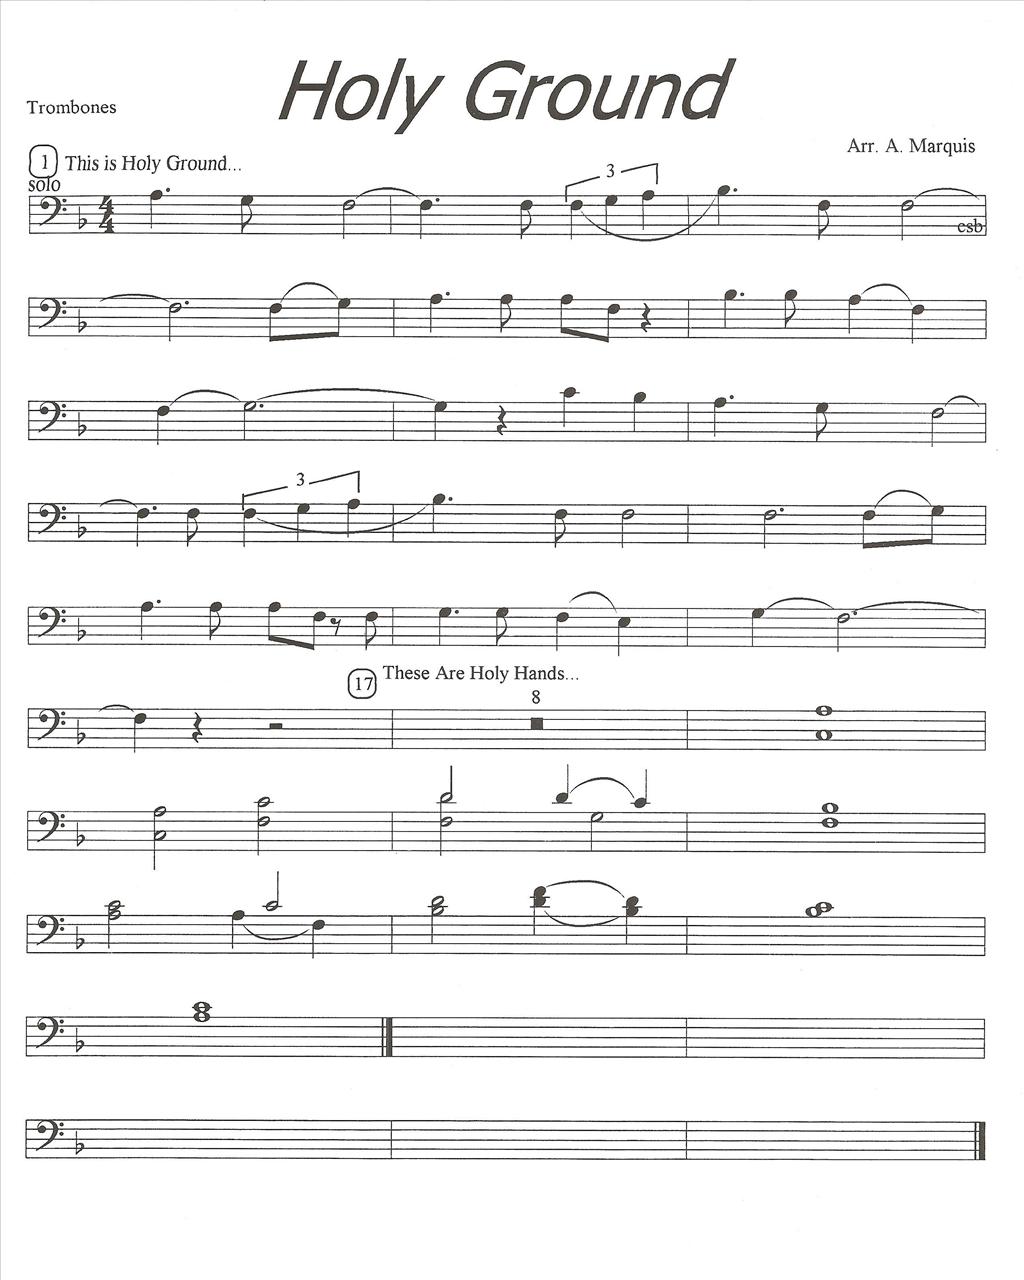 Holy Ground
Trombones
Arr. A. Marquis
1 This is Holy Ground...
solo
4
4
3
csb
3
17 These Are Holy Hands...
8